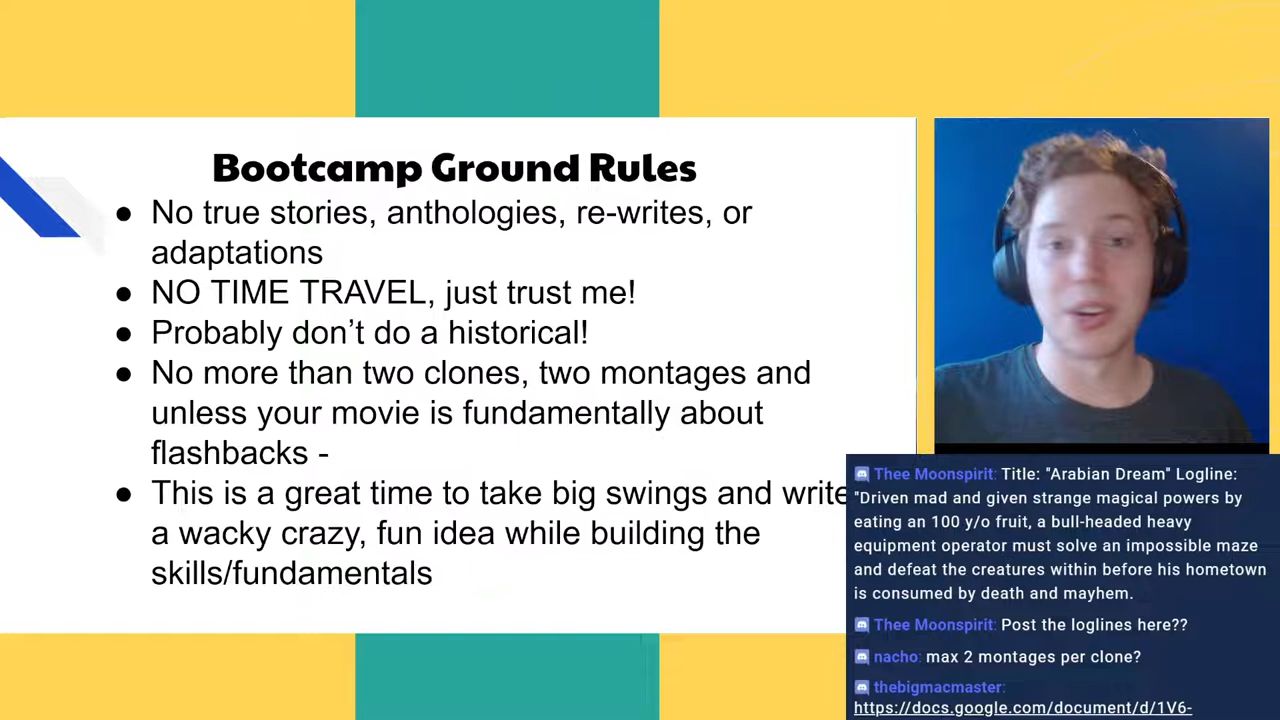 Bootcamp Ground Rules
● No true stories, anthologies, re-writes, or
adaptations
● NO TIME TRAVEL, just trust me!
● Probably don’t do a historical!
● No more than two clones, two montages and
unless your movie is fundamentally about
flashbacks -
● This is a great time to take big swings and write
a wacky crazy, fun idea while building the
skills/fundamentals
Thee Moonspirit: Title: "Arabian Dream" Logline:
"Driven mad and given strange magical powers by
eating an 100 y/o fruit, a bull-headed heavy
equipment operator must solve an impossible maze
and defeat the creatures within before his hometown
is consumed by death and mayhem.
Thee Moonspirit: Post the loglines here??
nacho: max 2 montages per clone?
thebigmacmaster:
https://docs.google.com/document/d/1V6-